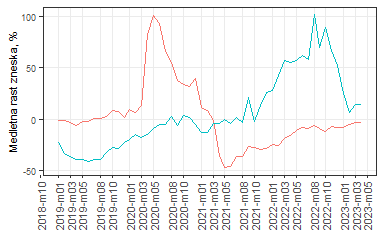 Medletna rast zneska, %
100
50
0
-50
2018-m10
2019-m01
2019-m03
2019-m05
2019-m08
2019-m10
2020-m01
2020-m03
2020-m05
2020-m08
2020-m10
2021-m01
2021-m03
2021-m05
2021-m08
2021-m10
2022-m01
2022-m03
2022-m05
2022-m08
2022-m10
2023-m01
2023-m03
2023-m05